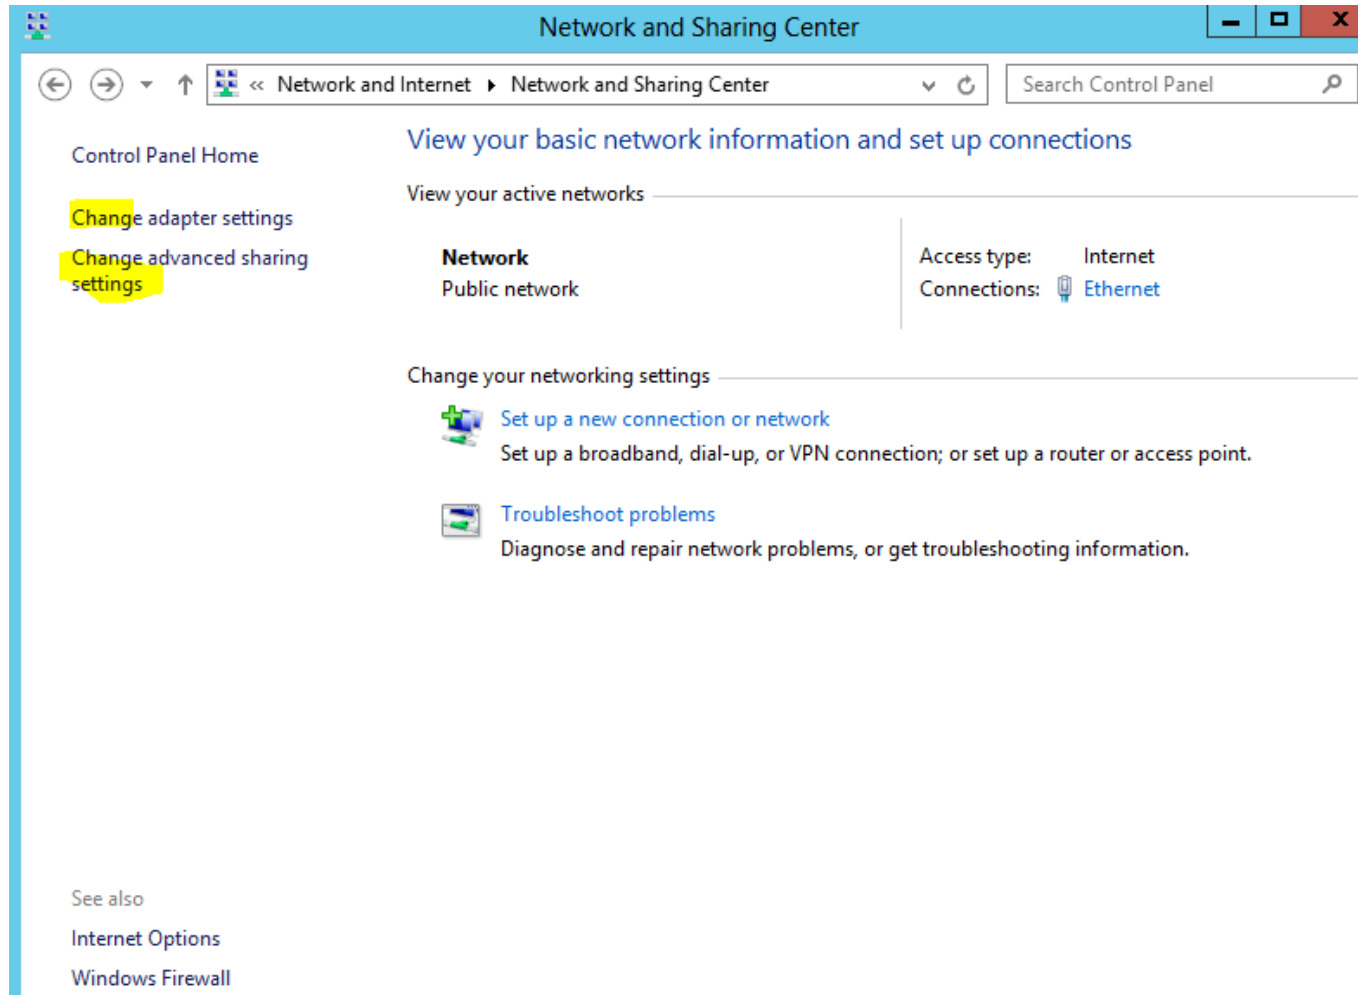 Network and Sharing Center
« Network and Internet ▸ Network and Sharing Center
Search Control Panel
Control Panel Home
Change adapter settings
Change advanced sharing
settings
View your basic network information and set up connections
View your active networks
Network
Public network
Access type: Internet
Connections: Ethernet
Change your networking settings
Set up a new connection or network
Set up a broadband, dial-up, or VPN connection; or set up a router or access point.
Troubleshoot problems
Diagnose and repair network problems, or get troubleshooting information.
See also
Internet Options
Windows Firewall